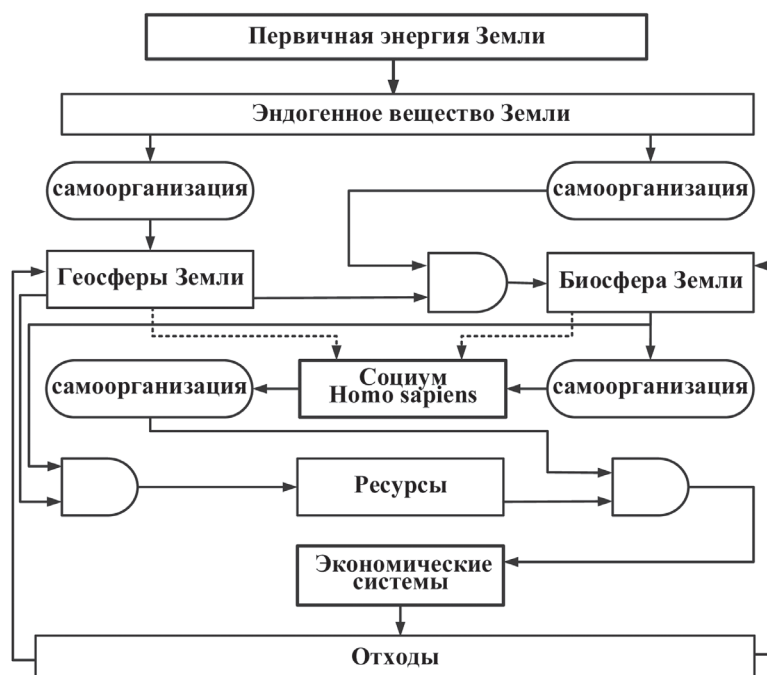 Первичная энергия Земли
Эндогенное вещество Земли
самоорганизация
самоорганизация
Геосферы Земли
Биосфера Земли
самоорганизация
Социум
Homo sapiens
самоорганизация
Ресурсы
Экономические
системы
Отходы